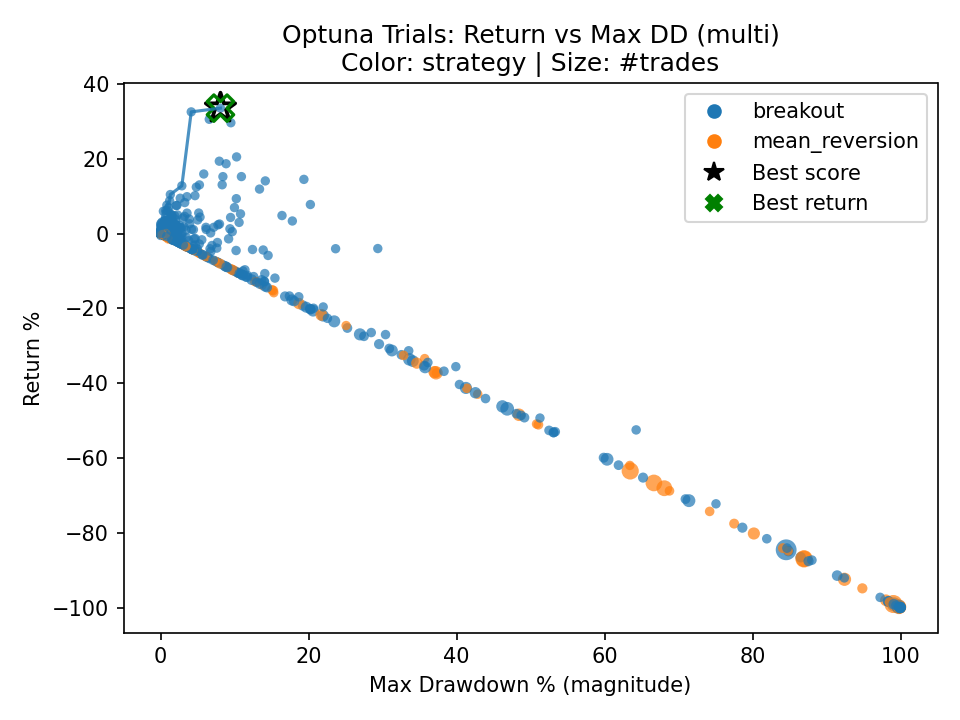 Optuna Trials: Return vs Max DD (multi)
Color: strategy | Size: #trades
breakout
mean_reversion
Best score
Best return
Return %
40
20
0
−20
−40
−60
−80
−100
0
20
40
60
80
100
Max Drawdown % (magnitude)